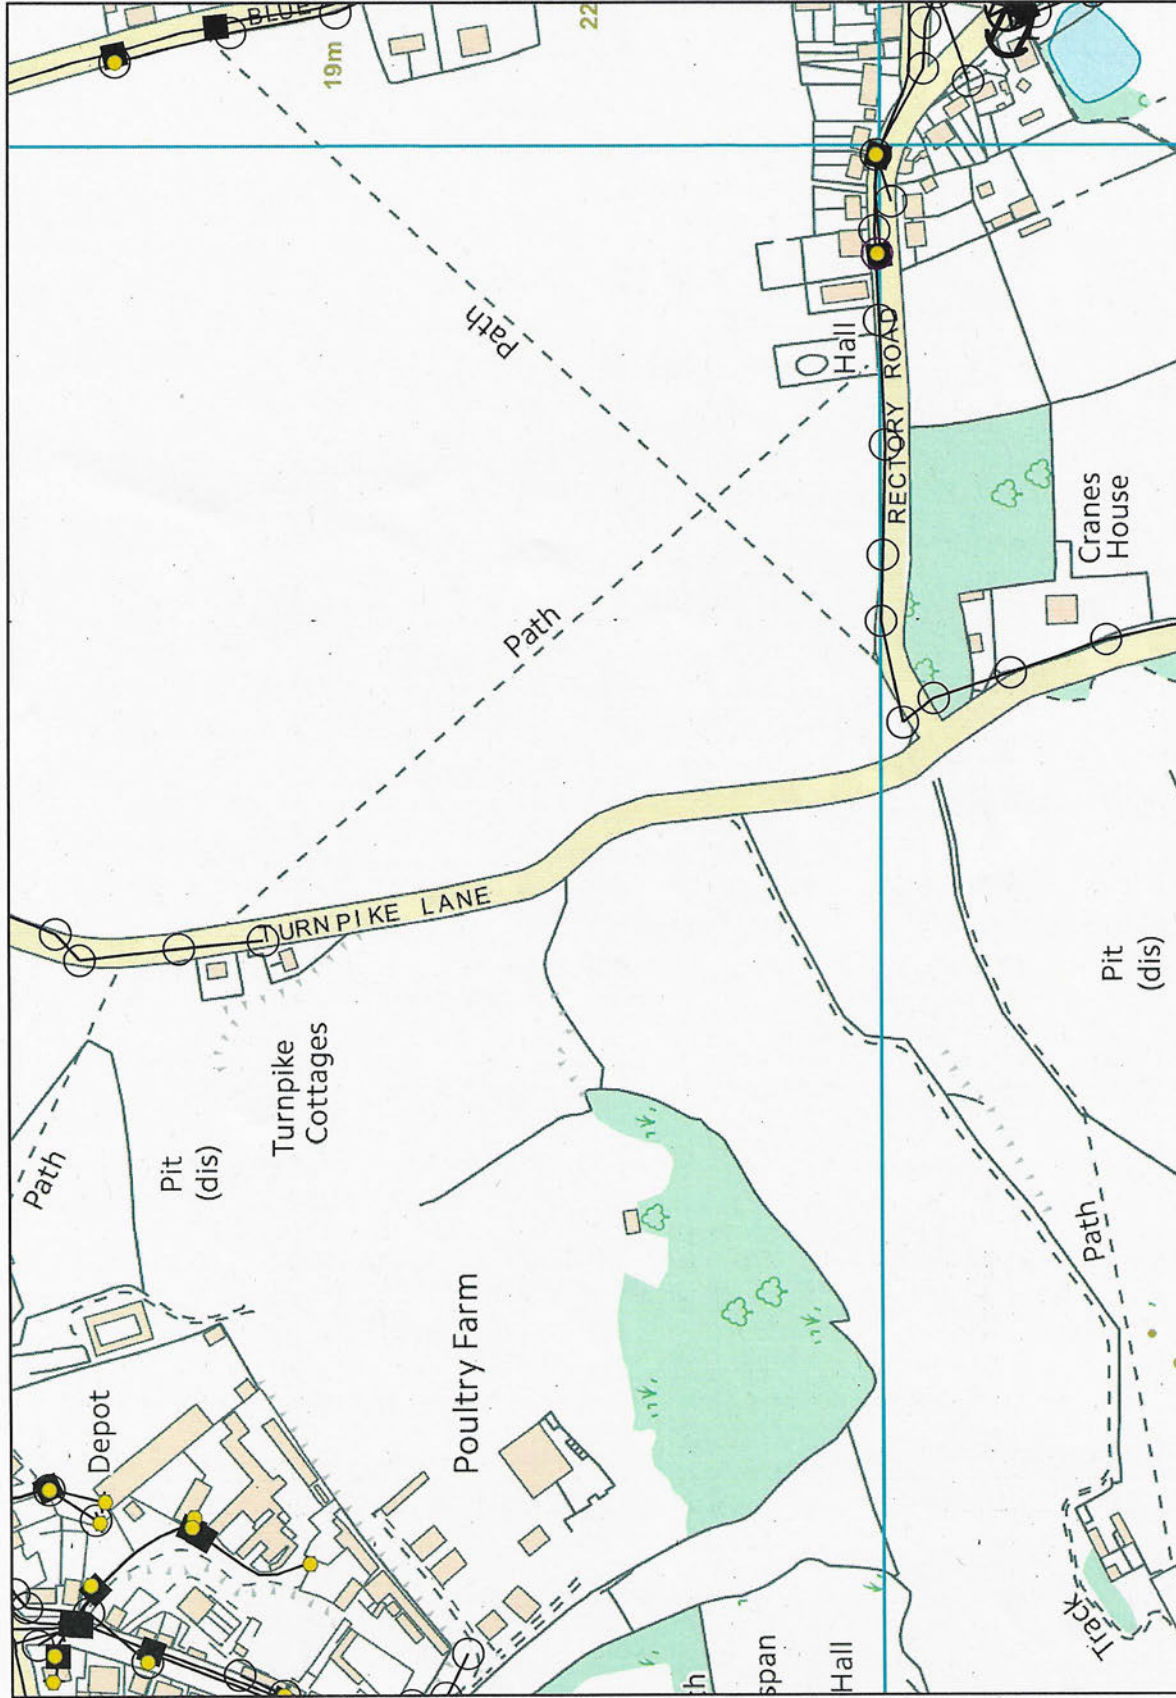 BLUE
19m
22
Path
Hall
RECTORY ROAD
Path
Cranes
House
TURNPIKE LANE
Turnpike
Cottages
Path
Pit
(dis)
Pit
(dis)
Path
Poultry Farm
Depot
Track
span
Hall